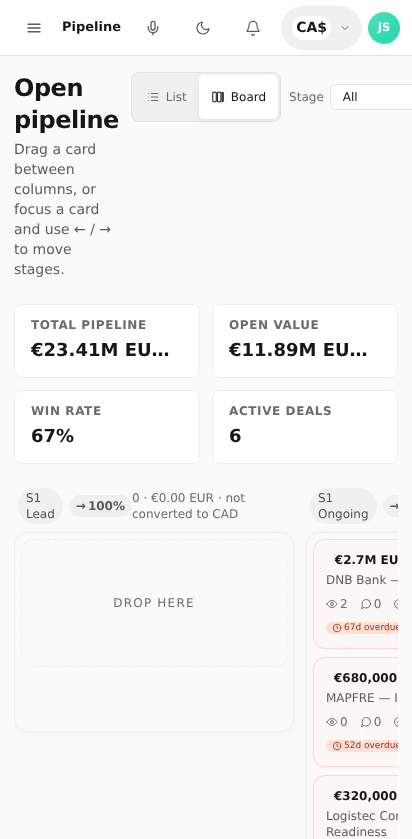 Pipeline
CA$
JS
Open
pipeline
List
Board
Stage
All
Drag a card
between
columns, or
focus a card
and use ← / →
to move
stages.
TOTAL PIPELINE
€23.41M EU...
OPEN VALUE
€11.89M EU...
WIN RATE
67%
ACTIVE DEALS
6
S1
Lead
→ 100%
0 · €0.00 EUR · not
converted to CAD
S1
Ongoing
→
DROP HERE
€2.7M EU
DNB Bank —
2
0
67d overdue
€680,000
MAPFRE — I
0
0
52d overdue
€320,000
Logistec Co
Readiness